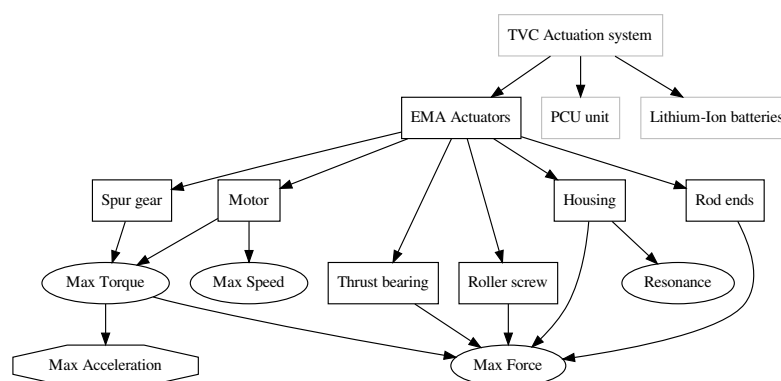 TVC Actuation system
EMA Actuators
PCU unit
Lithium-Ion batteries
Spur gear
Motor
Housing
Rod ends
Max Torque
Max Speed
Thrust bearing
Roller screw
Resonance
Max Acceleration
Max Force